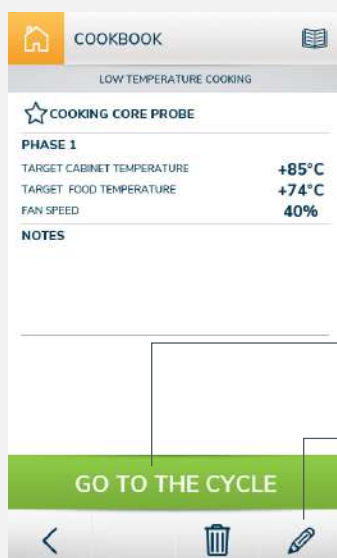 COOKBOOK
LOW TEMPERATURE COOKING
COOKING CORE PROBE
PHASE 1
TARGET CABINET TEMPERATURE +85°C
TARGET FOOD TEMPERATURE +74°C
FAN SPEED 40%
NOTES
GO TO THE CYCLE